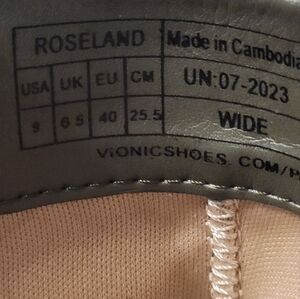 ROSELAND Made in Cambodia
USA UK EU CM UN:07-2023
9 6 5 40 25.5 WIDE
VIONICSHOES.COM/P